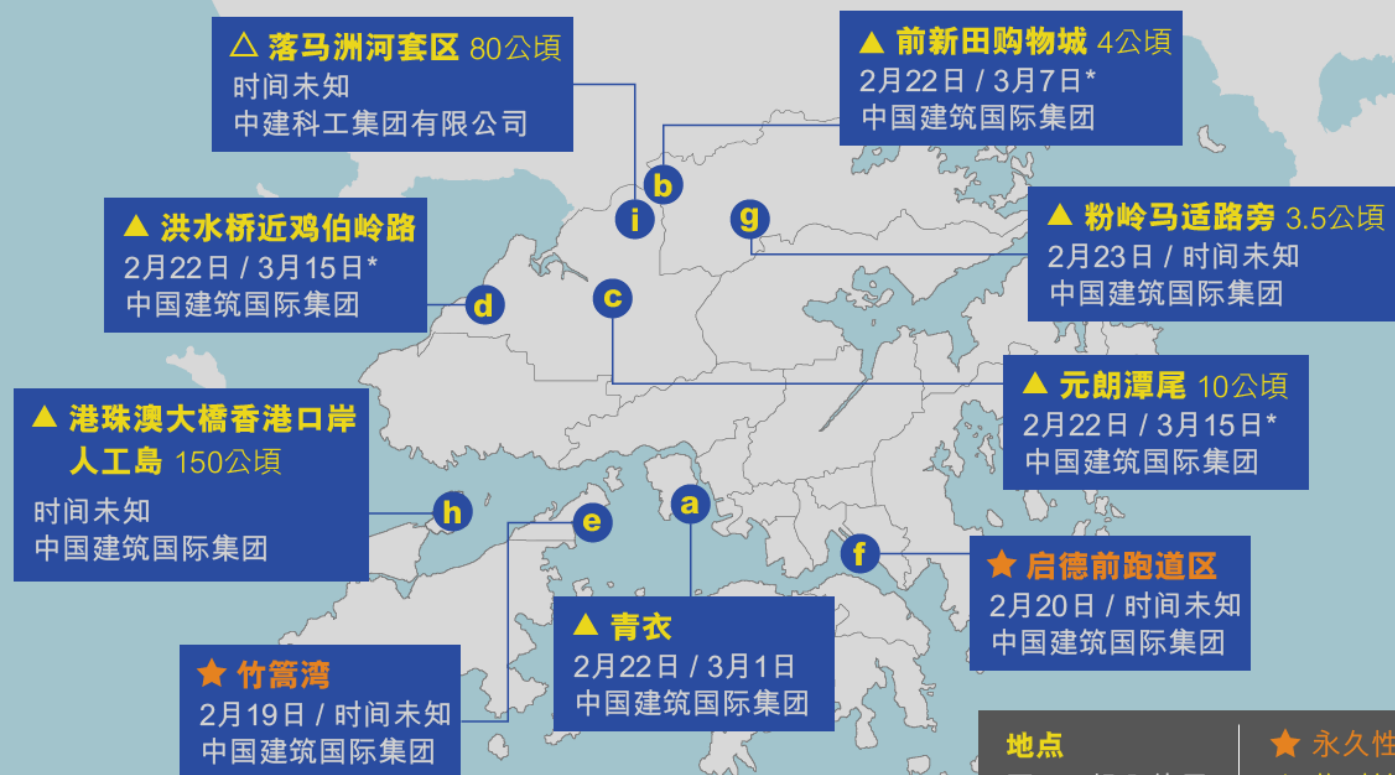 △ 落马洲河套区 80公頃
时间未知
中建科工集团有限公司
▲ 前新田购物城 4公頃
2月22日 / 3月7日*
中国建筑国际集团
▲ 洪水桥近鸡伯岭路
2月22日 / 3月15日*
中国建筑国际集团
▲ 粉岭马适路旁 3.5公頃
2月23日 / 时间未知
中国建筑国际集团
▲ 元朗潭尾 10公頃
2月22日 / 3月15日*
中国建筑国际集团
▲ 港珠澳大橋香港口岸
人工島 150公頃
时间未知
中国建筑国际集团
★ 启德前跑道区
2月20日 / 时间未知
中国建筑国际集团
▲ 青衣
2月22日 / 3月1日
中国建筑国际集团
★ 竹篙湾
2月19日 / 时间未知
中国建筑国际集团
b
i
g
c
d
h
e
a
f
地点
★ 永久性